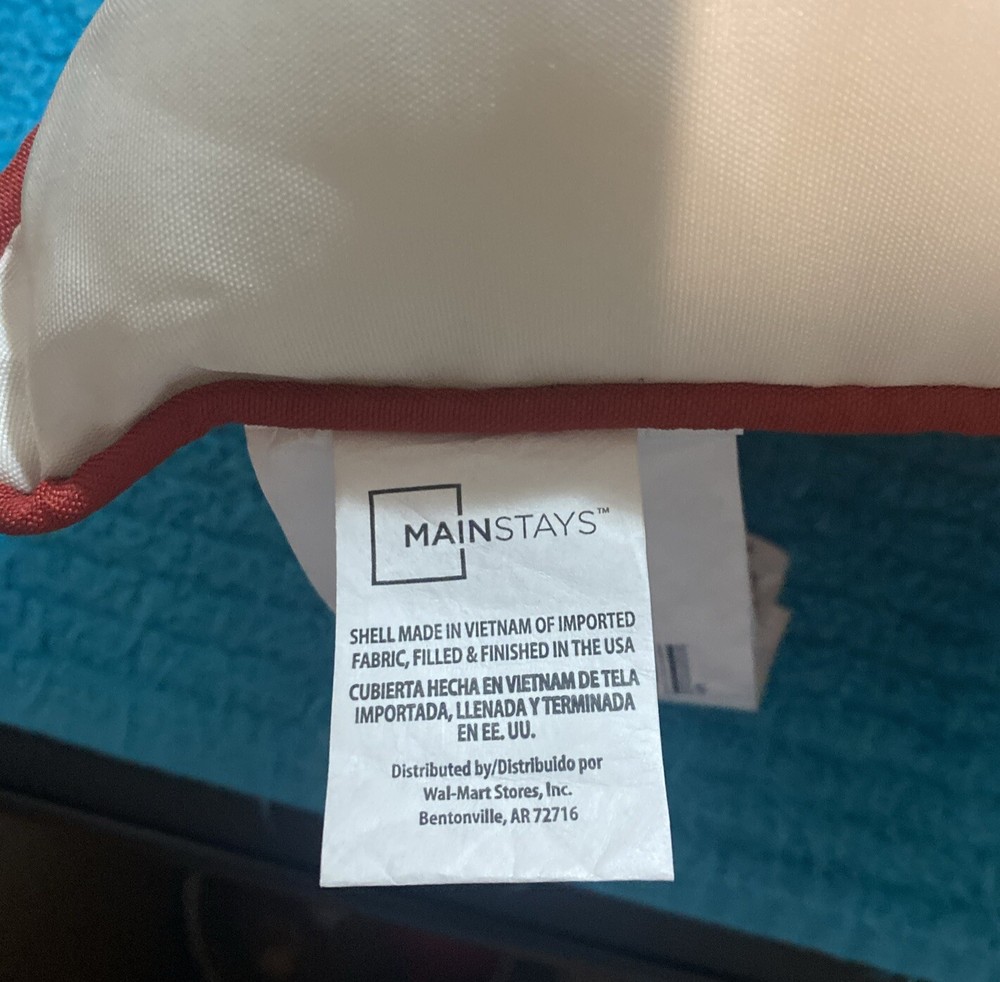 MAINSTAYS™
SHELL MADE IN VIETNAM OF IMPORTED
FABRIC, FILLED & FINISHED IN THE USA
CUBIERTA HECHA EN VIETNAM DE TELA
IMPORTADA, LLENADA Y TERMINADA
EN EE. UU.
Distributed by/Distribuido por
Wal-Mart Stores, Inc.
Bentonville, AR 72716